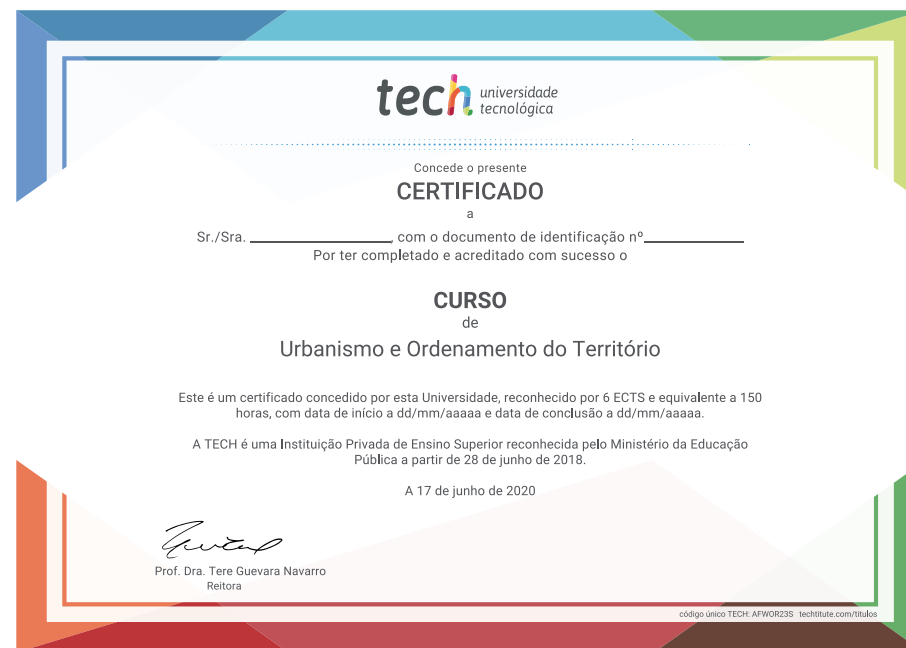 tech universidade
tecnológica
Concede o presente
CERTIFICADO
a
Sr./Sra. ____________, com o documento de identificação nº____________
Por ter completado e acreditado com sucesso o
CURSO
de
Urbanismo e Ordenamento do Território
Este é um certificado concedido por esta Universidade, reconhecido por 6 ECTS e equivalente a 150
horas, com data de início a dd/mm/aaaaa e data de conclusão a dd/mm/aaaaa.
A TECH é uma Instituição Privada de Ensino Superior reconhecida pelo Ministério da Educação
Pública a partir de 28 de junho de 2018.
A 17 de junho de 2020
Prof. Dra. Tere Guevara Navarro
Reitora
código único TECH: AFWOR23S techtitute.com/titulos